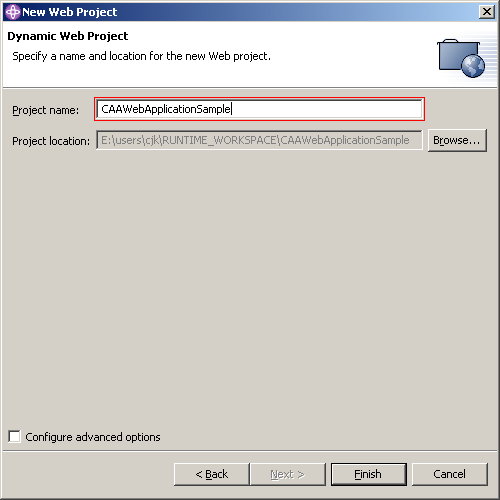 New Web Project
Dynamic Web Project
Specify a name and location for the new Web project.
Project name: CAAWebApplicationSample
Project location: E:\users\cjk\RUNTIME_WORKSPACE\CAAWebApplicationSample Browse...
Configure advanced options
< Back Next > Finish Cancel